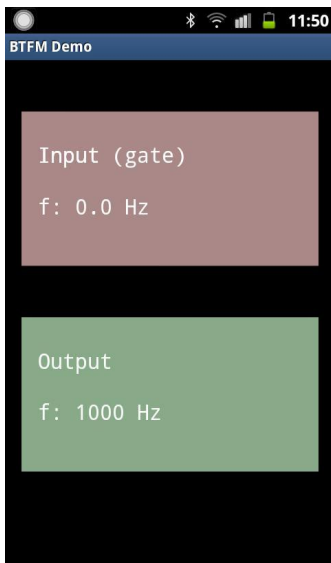 11:50
BTFM Demo
Input (gate)
f: 0.0 Hz
Output
f: 1000 Hz